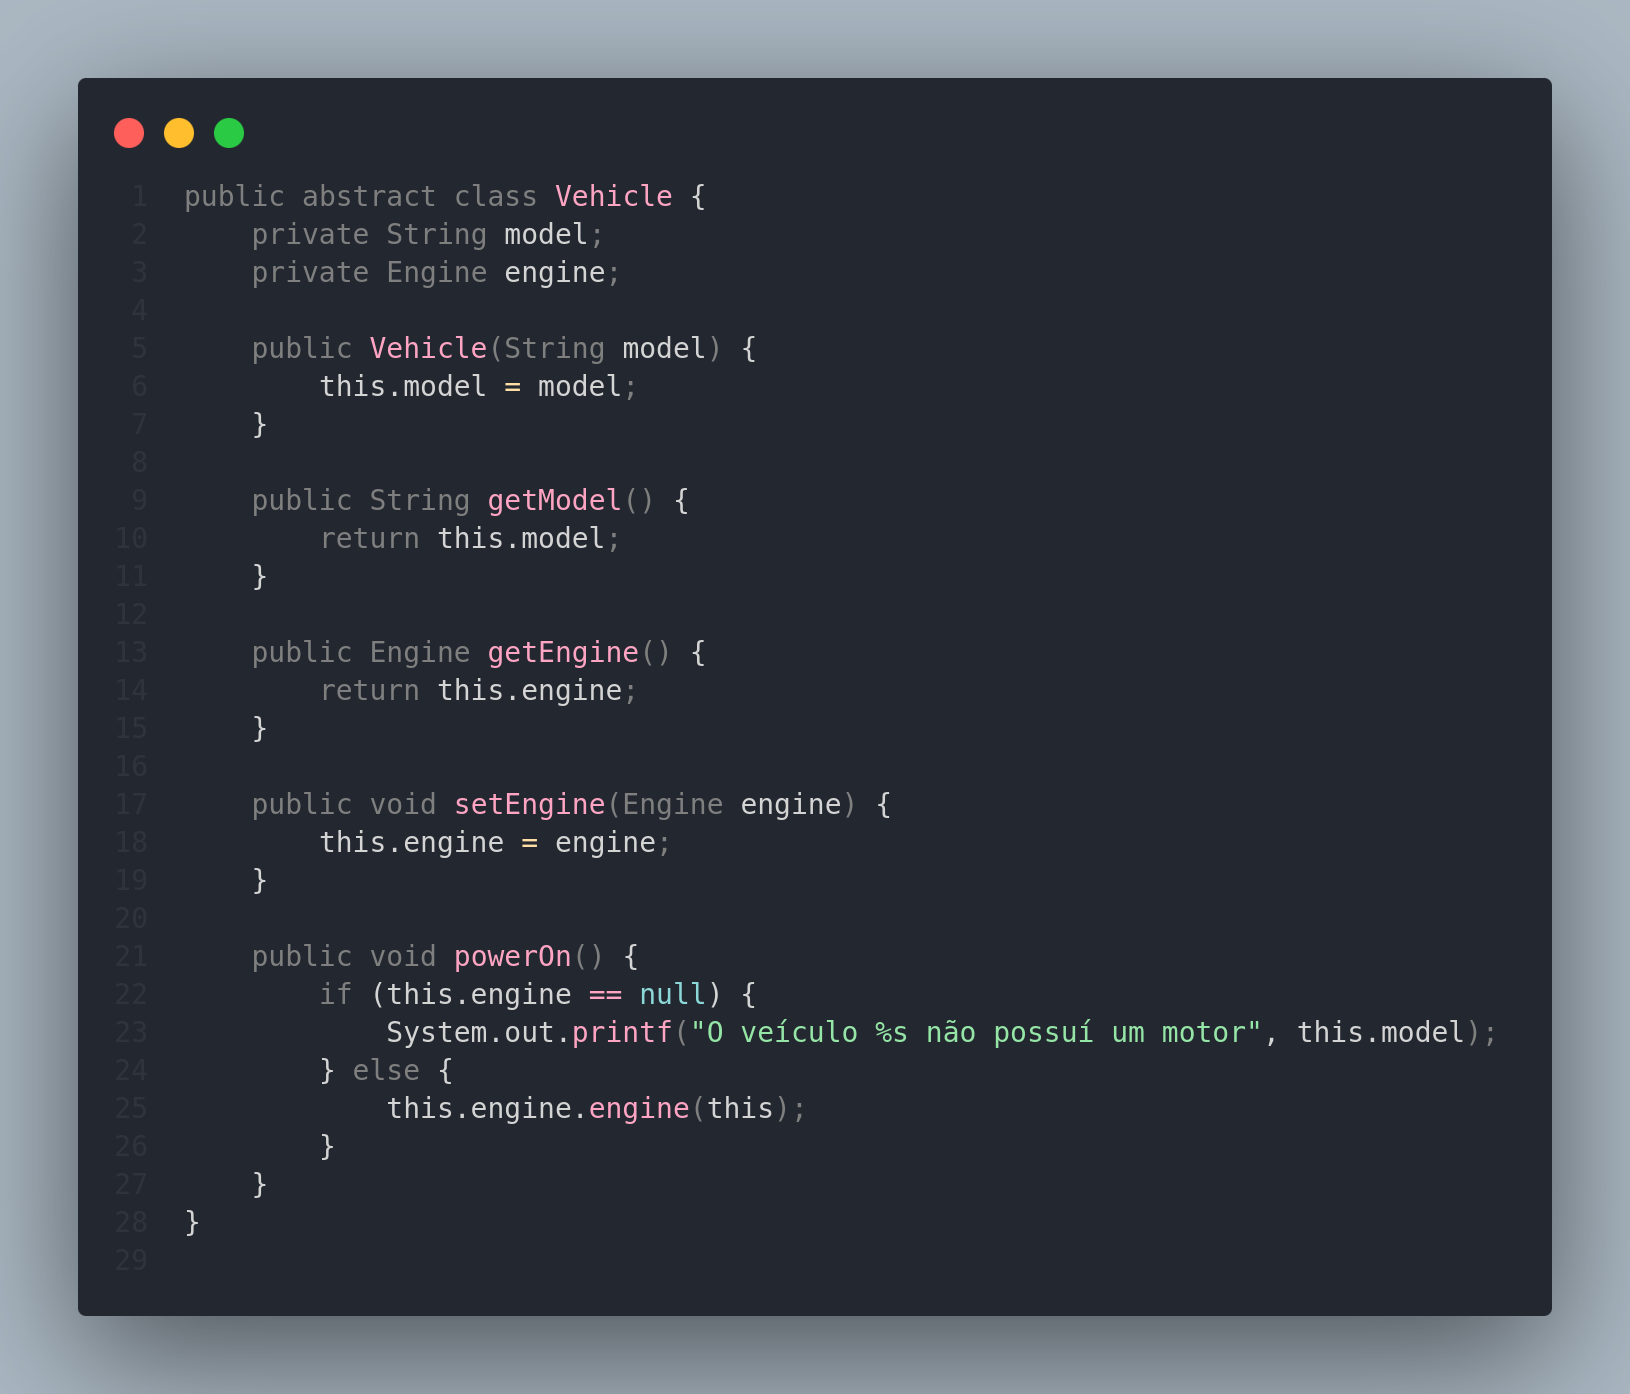 1 public abstract class Vehicle {
2     private String model;
3     private Engine engine;
4
5     public Vehicle(String model) {
6         this.model = model;
7     }
8
9     public String getModel() {
10         return this.model;
11     }
12
13     public Engine getEngine() {
14         return this.engine;
15     }
16
17     public void setEngine(Engine engine) {
18         this.engine = engine;
19     }
20
21     public void powerOn() {
22         if (this.engine == null) {
23             System.out.printf("O veículo %s não possuí um motor", this.model);
24         } else {
25             this.engine.engine(this);
26         }
27     }
28 }
29